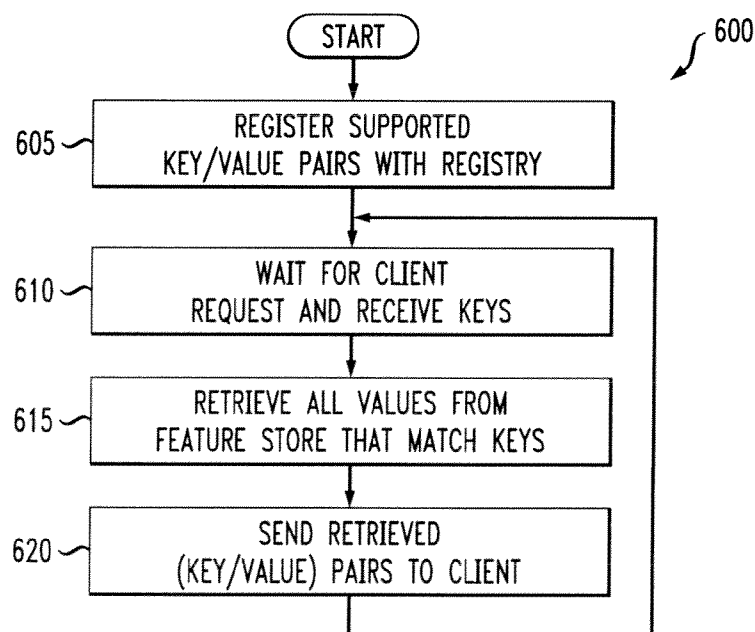 START
600
605
REGISTER SUPPORTED
KEY/VALUE PAIRS WITH REGISTRY
610
WAIT FOR CLIENT
REQUEST AND RECEIVE KEYS
615
RETRIEVE ALL VALUES FROM
FEATURE STORE THAT MATCH KEYS
620
SEND RETRIEVED
(KEY/VALUE) PAIRS TO CLIENT